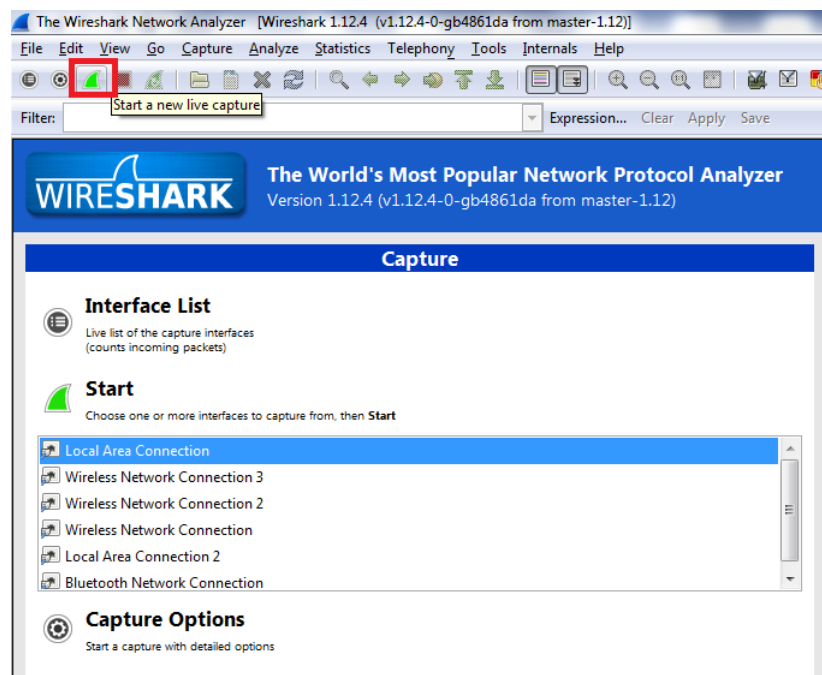 The Wireshark Network Analyzer [Wireshark 1.12.4 (v1.12.4-0-gb4861da from master-1.12)]
File Edit View Go Capture Analyze Statistics Telephony Tools Internals Help
Start a new live capture
Filter: Expression... Clear Apply Save
WIRESHARK
The World's Most Popular Network Protocol Analyzer
Version 1.12.4 (v1.12.4-0-gb4861da from master-1.12)
Capture
Interface List
Live list of the capture interfaces
(counts incoming packets)
Start
Choose one or more interfaces to capture from, then Start
Local Area Connection
Wireless Network Connection 3
Wireless Network Connection 2
Wireless Network Connection
Local Area Connection 2
Bluetooth Network Connection
Capture Options
Start a capture with detailed options